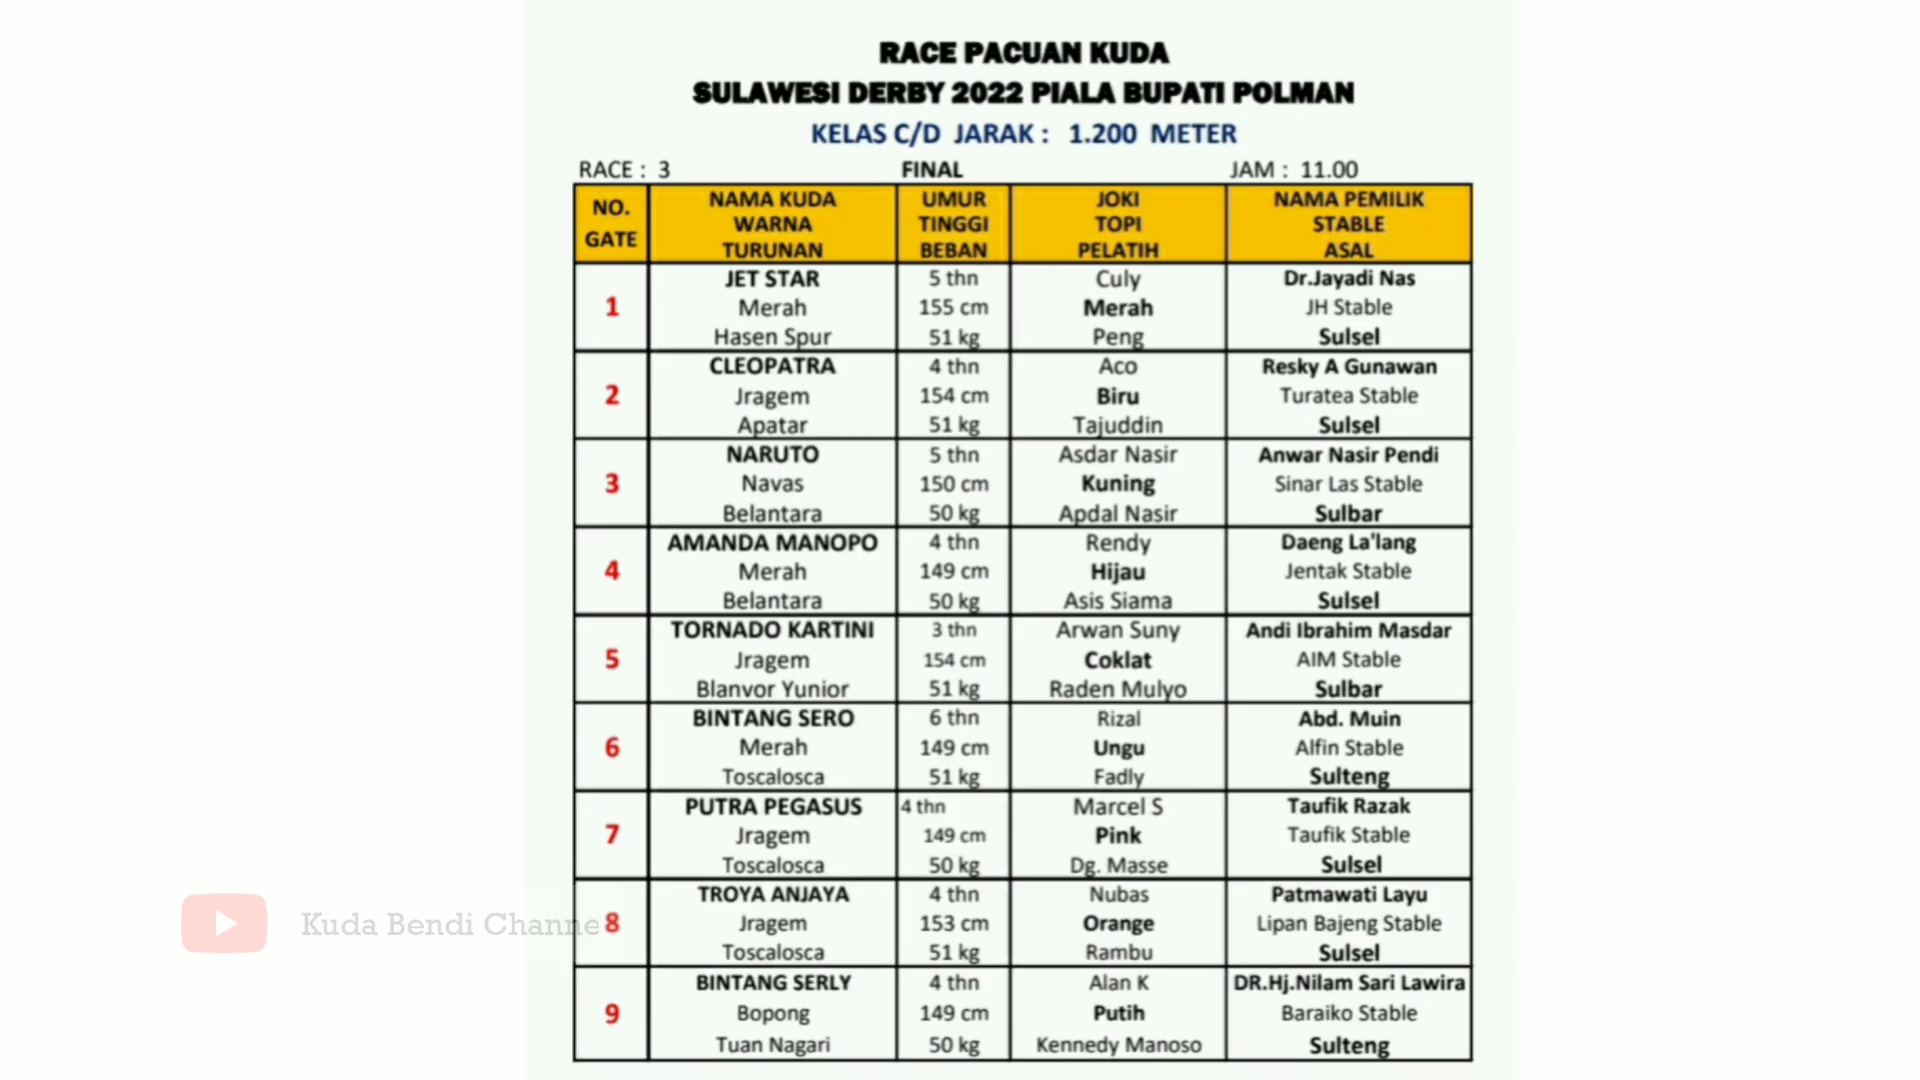 RACE PACUAN KUDA
SULAWESI DERBY 2022 PIALA BUPATI POLMAN
KELAS C/D JARAK : 1.200 METER
RACE : 3 FINAL JAM : 11.00
NO. GATE
NAMA KUDA WARNA TURUNAN
UMUR TINGGI BEBAN
JOKI TOPI PELATIH
NAMA PEMILIK STABLE ASAL
1
JET STAR 5 thn Culy Dr.Jayadi Nas
Merah 155 cm Merah JH Stable
Hasen Spur 51 kg Peng Sulsel
2
CLEOPATRA 4 thn Aco Resky A Gunawan
Jragem 154 cm Biru Turatea Stable
Apatar 51 kg Tajuddin Sulsel
3
NARUTO 5 thn Asdar Nasir Anwar Nasir Pendi
Navas 150 cm Kuning Sinar Las Stable
Belantara 50 kg Apdal Nasir Sulbar
4
AMANDA MANOPO 4 thn Rendy Daeng La'lang
Merah 149 cm Hijau Jentak Stable
Belantara 50 kg Asis Siama Sulsel
5
TORNADO KARTINI 3 thn Arwan Suny Andi Ibrahim Masdar
Jragem 154 cm Coklat AIM Stable
Blanvor Yunior 51 kg Raden Mulyo Sulbar
6
BINTANG SERO 6 thn Rizal Abd. Muin
Merah 149 cm Ungu Alfin Stable
Toscalosca 51 kg Fadly Sulteng
7
PUTRA PEGASUS 4 thn Marcel S Taufik Razak
Jragem 149 cm Pink Taufik Stable
Toscalosca 50 kg Dg. Masse Sulsel
8
TROYA ANJAYA 4 thn Nubas Patmawati Layu
Jragem 153 cm Orange Lipan Bajeng Stable
Toscalosca 51 kg Rambu Sulsel
9
BINTANG SERLY 4 thn Alan K DR.Hj.Nilam Sari Lawira
Bopong 149 cm Putih Baraiko Stable
Tuan Nagari 50 kg Kennedy Manoso Sulteng
Kuda Bendi Channe